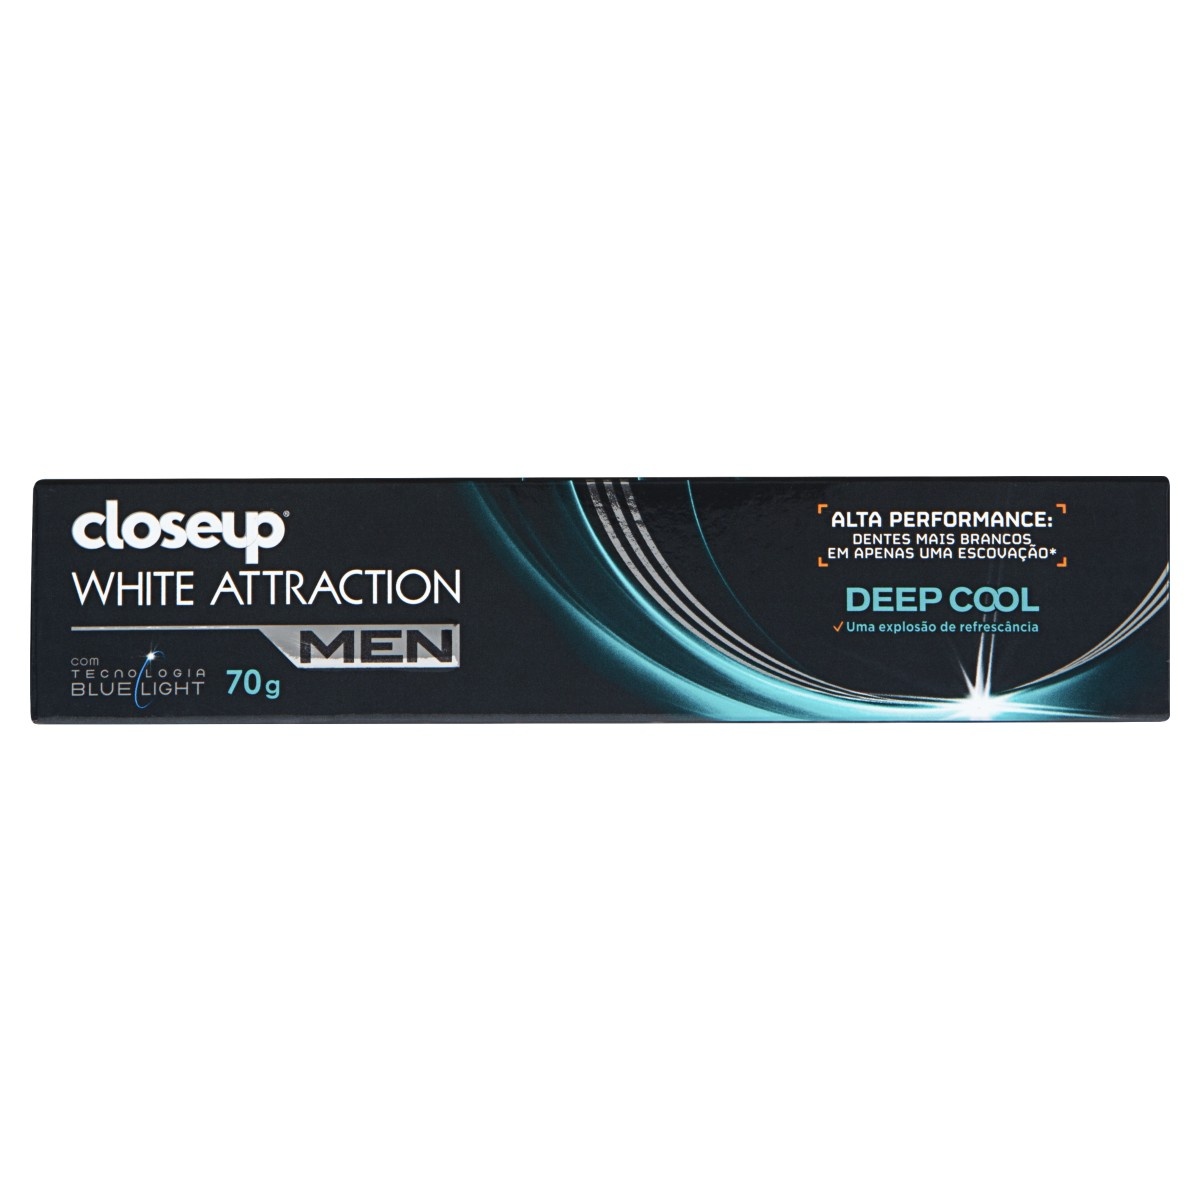 closeup®
WHITE ATTRACTION
MEN
com
TECNOLOGIA
BLUE LIGHT
70g
ALTA PERFORMANCE:
DENTES MAIS BRANCOS
EM APENAS UMA ESCOVAÇÃO*
DEEP COOL
Uma explosão de refrescância